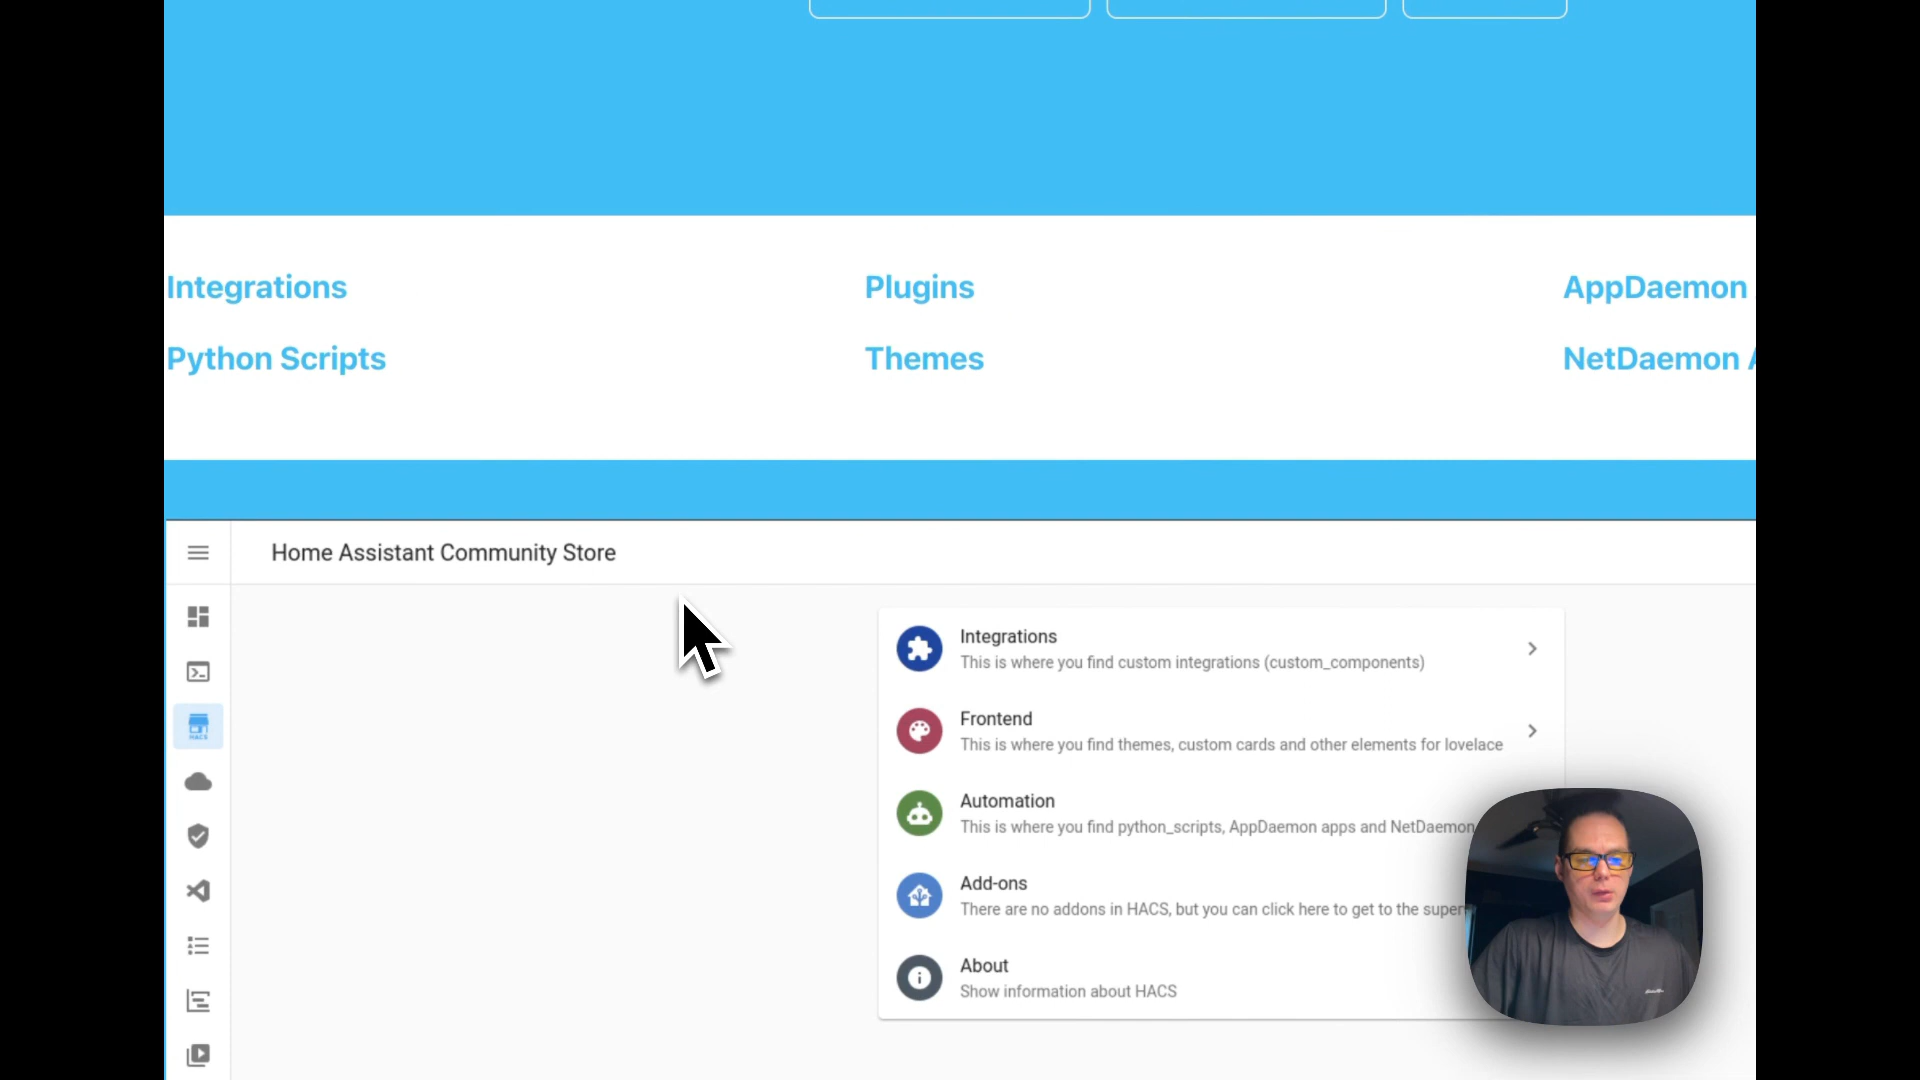 Integrations
Plugins
AppDaemon
Python Scripts
Themes
NetDaemon
Home Assistant Community Store
Integrations
This is where you find custom integrations (custom_components)
Frontend
This is where you find themes, custom cards and other elements for lovelace
HACS
Automation
This is where you find python_scripts, AppDaemon apps and NetDaemon
Add-ons
There are no addons in HACS, but you can click here to get to the super
About
Show information about HACS